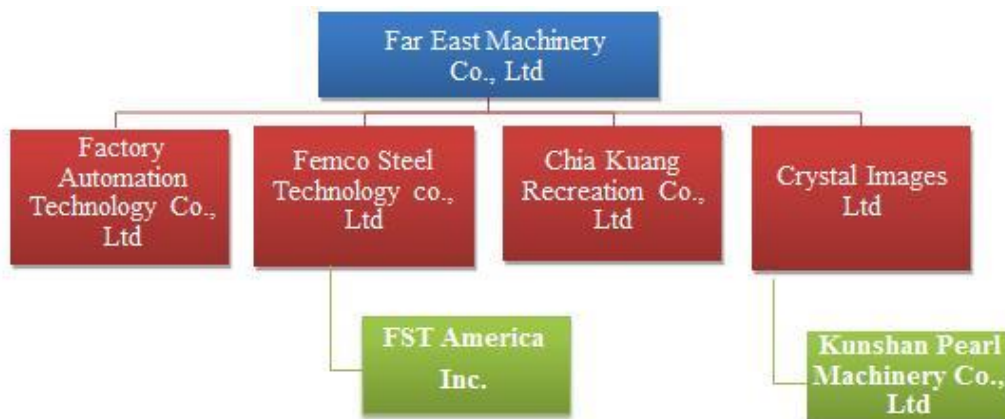 Far East Machinery
Co., Ltd
Factory
Automation
Technology Co.,
Ltd
Femco Steel
Technology co.,
Ltd
Chia Kuang
Recreation Co.,
Ltd
Crystal Images
Ltd
FST America
Inc.
Kunshan Pearl
Machinery Co.,
Ltd